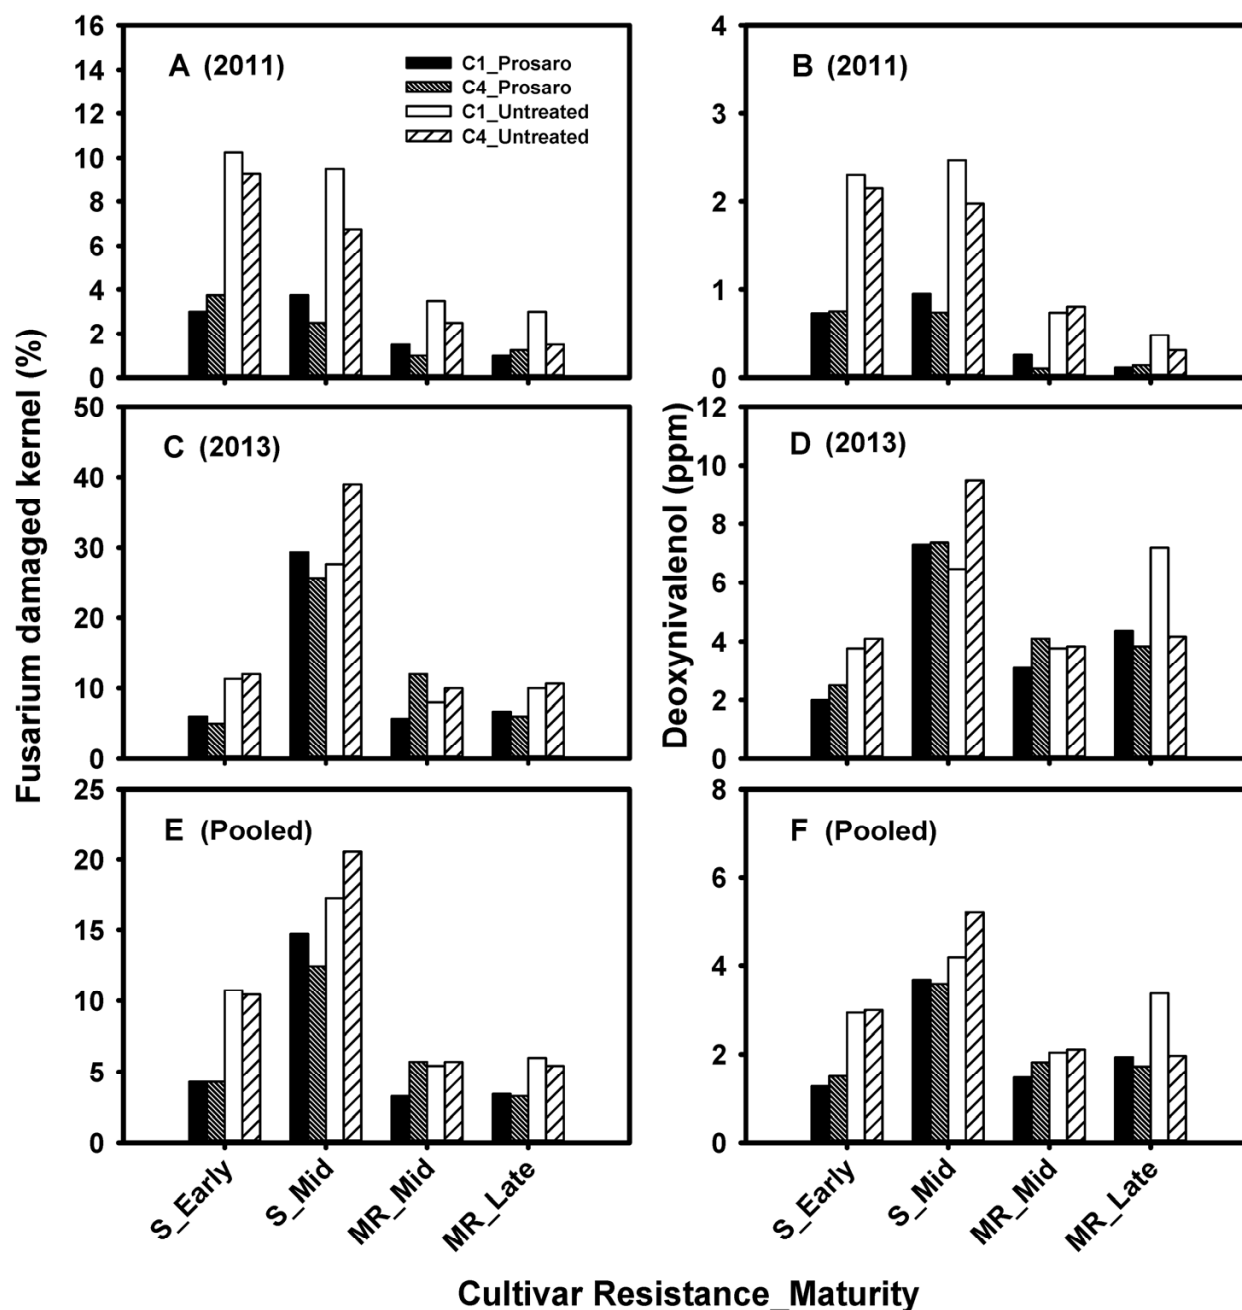 Fusarium damaged kernel (%)
16
14
12
10
8
6
4
2
0
A (2011)
C1_Prosaro
C4_Prosaro
C1_Untreated
C4_Untreated
4
3
2
1
0
B (2011)
50
40
30
20
10
0
C (2013)
Deoxynivalenol (ppm)
12
10
8
6
4
2
0
D (2013)
25
20
15
10
5
0
E (Pooled)
S_Early
S_Mid
MR_Mid
MR_Late
8
6
4
2
0
F (Pooled)
S_Early
S_Mid
MR_Mid
MR_Late
Cultivar Resistance_Maturity